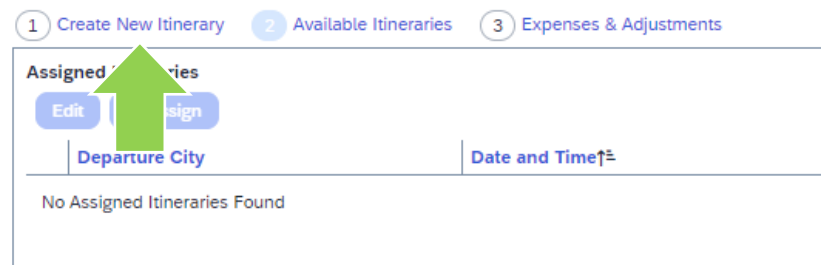 1 Create New Itinerary 2 Available Itineraries 3 Expenses & Adjustments
Assigned
Edit
Departure City Date and Time
No Assigned Itineraries Found